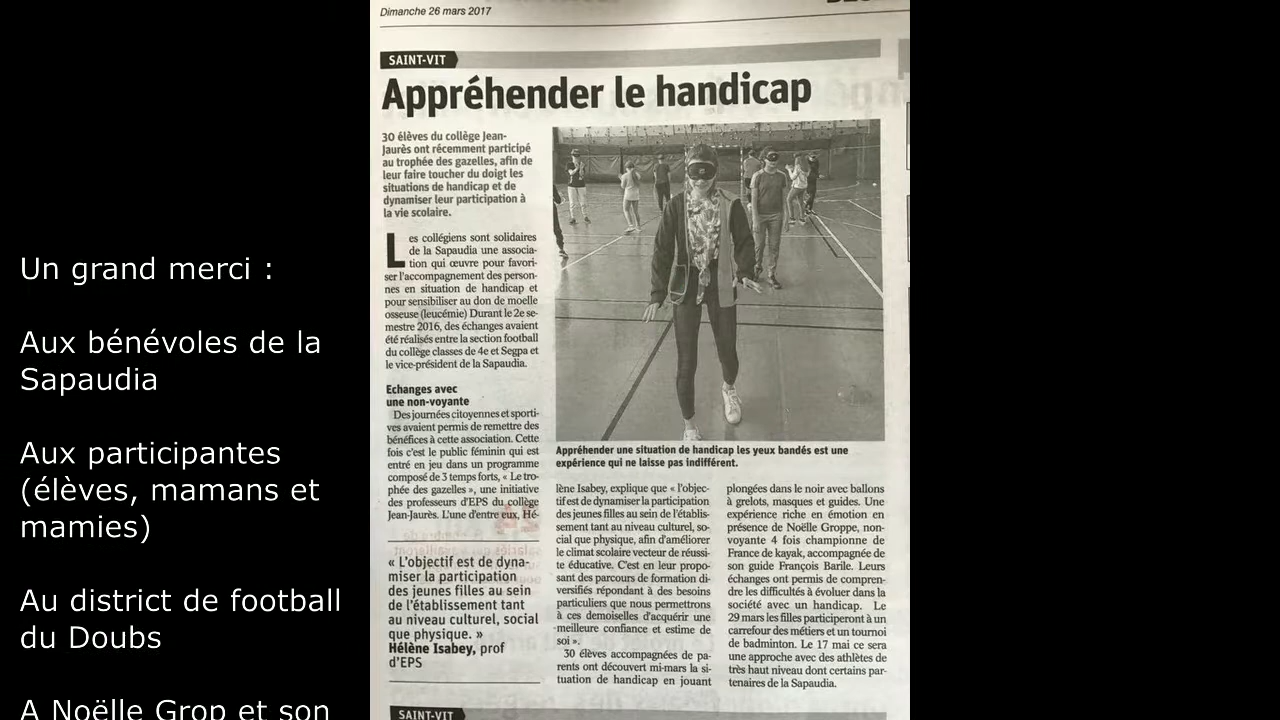 Un grand merci :
Aux bénévoles de la
Sapaudia
Aux participantes
(élèves, mamans et
mamies)
Au district de football
du Doubs
A Noëlle Grop et son
Dimanche 26 mars 2017
SAINT-VIT
Appréhender le handicap
30 élèves du collège Jean-
Jaurès ont récemment participé
au trophée des gazelles, afin de
leur faire toucher du doigt les
situations de handicap et de
dynamiser leur participation à
la vie scolaire.
Les collégiens sont solidaires
de la Sapaudia une associa-
tion qui œuvre pour favori-
ser l'accompagnement des person-
nes en situation de handicap et
pour sensibiliser au don de moelle
osseuse (leucémie) Durant le 2e se-
mestre 2016, des échanges avaient
été réalisés entre la section football
du collège classes de 4e et Segpa et
le vice-président de la Sapaudia.
Echanges avec
une non-voyante
Des journées citoyennes et sporti-
ves avaient permis de remettre des
bénéfices à cette association. Cette
fois c'est le public féminin qui est
entré en jeu dans un programme
composé de 3 temps forts, « Le tro-
phée des gazelles », une initiative
des professeurs d'EPS du collège
Jean-Jaurès. L'une d'entre eux, Hé-
« L'objectif est de dyna-
miser la participation
des jeunes filles au sein
de l'établissement tant
au niveau culturel, social
que physique. »
Hélène Isabey, prof
d'EPS
Appréhender une situation de handicap les yeux bandés est une
expérience qui ne laisse pas indifférent.
lène Isabey, explique que « l'objec-
tif est de dynamiser la participation
des jeunes filles au sein de l'établis-
sement tant au niveau culturel, so-
cial que physique, afin d'améliorer
le climat scolaire vecteur de réussi-
te éducative. C'est en leur propo-
sant des parcours de formation di-
versifiés répondant à des besoins
particuliers que nous permettrons
à ces demoiselles d'acquérir une
meilleure confiance et estime de
soi ».
30 élèves accompagnées de pa-
rents ont découvert mi-mars la si-
tuation de handicap en jouant
plongées dans le noir avec ballons
à grelots, masques et guides. Une
expérience riche en émotion en
présence de Noëlle Groppe, non-
voyante 4 fois championne de
France de kayak, accompagnée de
son guide François Barile. Leurs
échanges ont permis de compren-
dre les difficultés à évoluer dans la
société avec un handicap. Le
29 mars les filles participeront à un
carrefour des métiers et un tournoi
de badminton. Le 17 mai ce sera
une approche avec des athlètes de
très haut niveau dont certains par-
tenaires de la Sapaudia.
SAINT-VIT